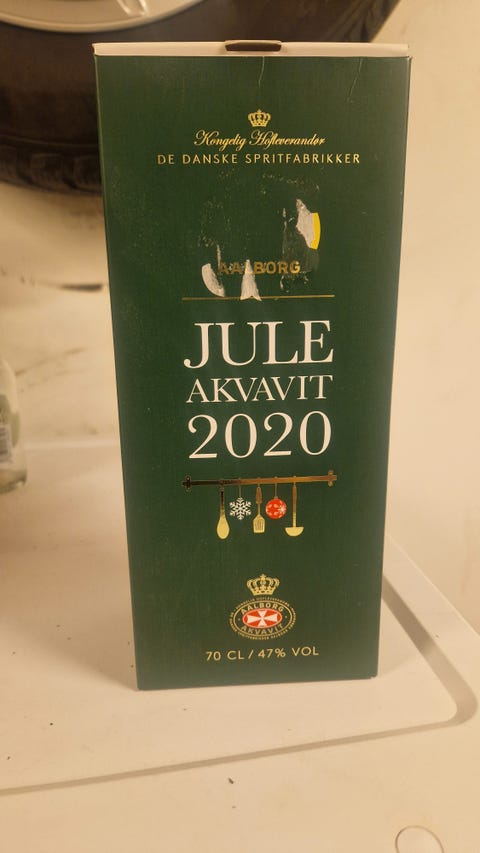 Kongelig Hofleverandør
DE DANSKE SPRITFABRIKKER
AALBORG
JULE
AKVAVIT
2020
AALBORG
AKVAVIT
70 CL / 47% VOL